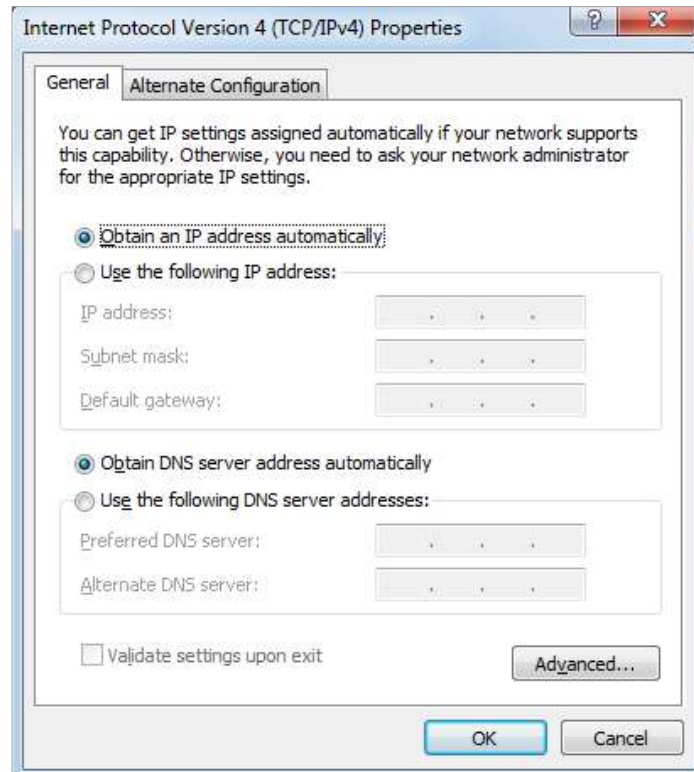 Internet Protocol Version 4 (TCP/IPv4) Properties
General
Alternate Configuration
You can get IP settings assigned automatically if your network supports
this capability. Otherwise, you need to ask your network administrator
for the appropriate IP settings.
Obtain an IP address automatically
Use the following IP address:
IP address:
Subnet mask:
Default gateway:
Obtain DNS server address automatically
Use the following DNS server addresses:
Preferred DNS server:
Alternate DNS server:
Validate settings upon exit
Advanced...
OK
Cancel